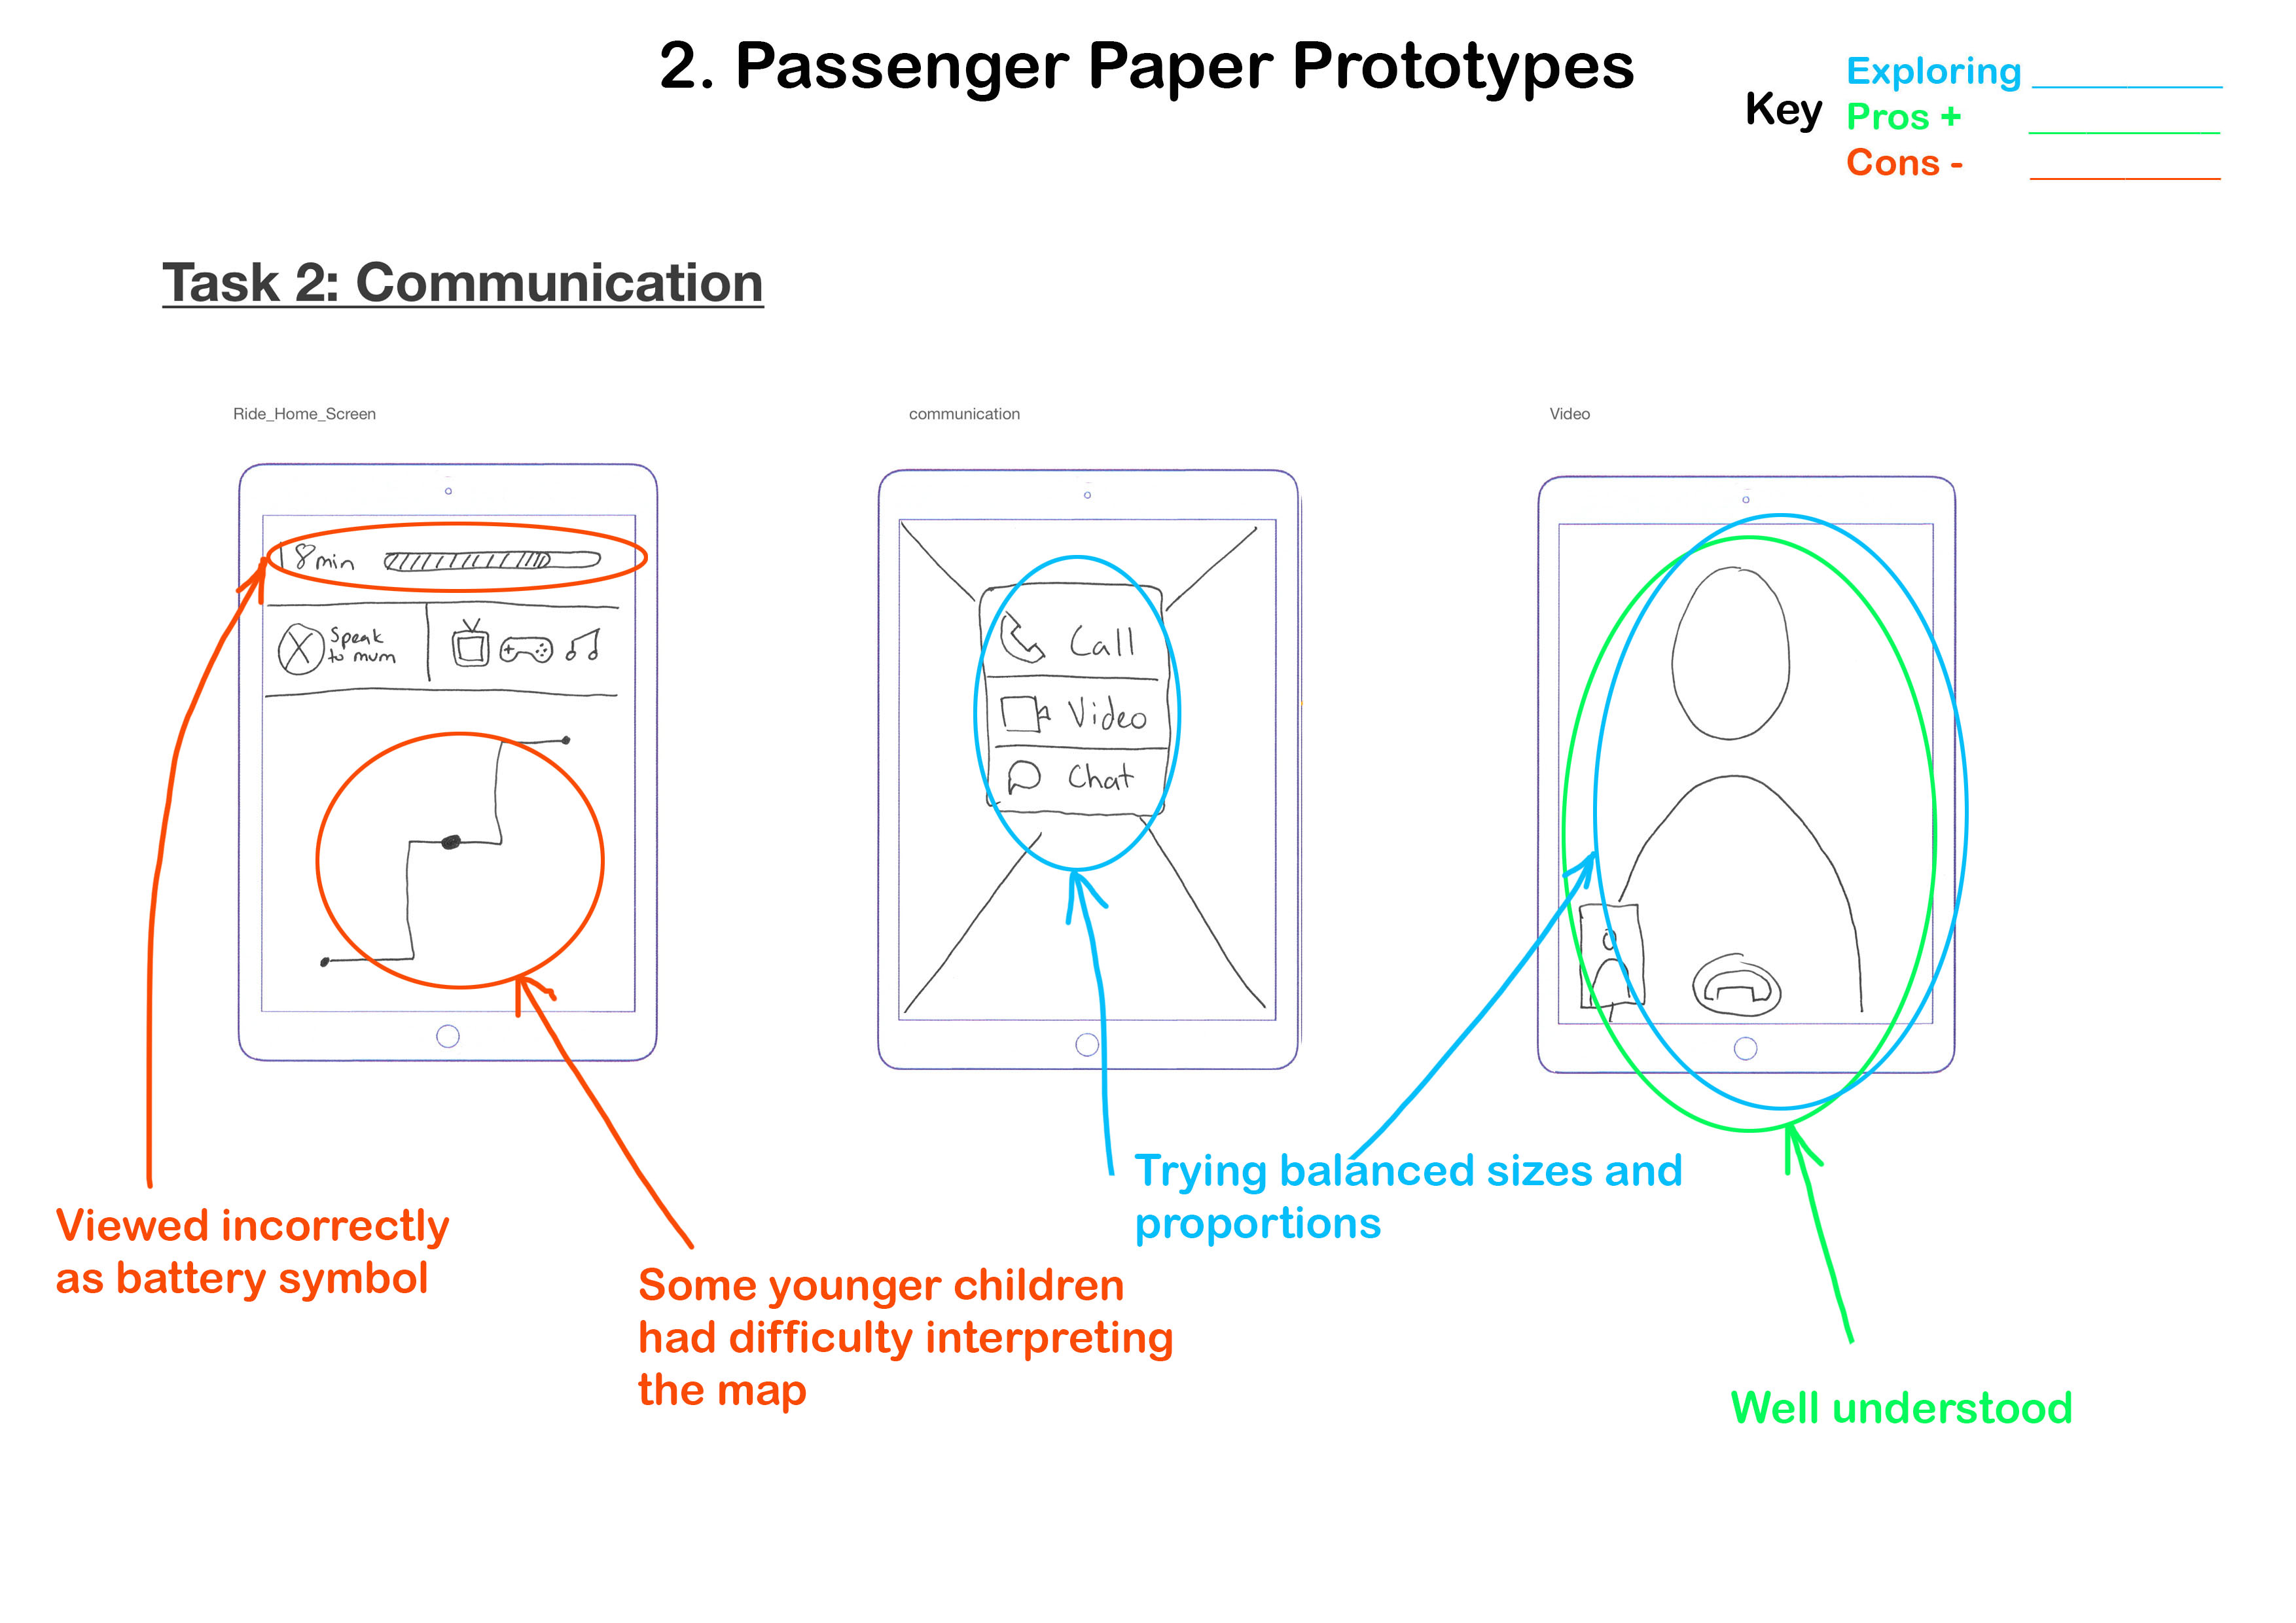 2. Passenger Paper Prototypes
Key
Exploring
Pros +
Cons -
Task 2: Communication
Ride_Home_Screen
communication
Video
8 min
Speak
to mum
Call
Video
Chat
Viewed incorrectly
as battery symbol
Some younger children
had difficulty interpreting
the map
Trying balanced sizes and
proportions
Well understood